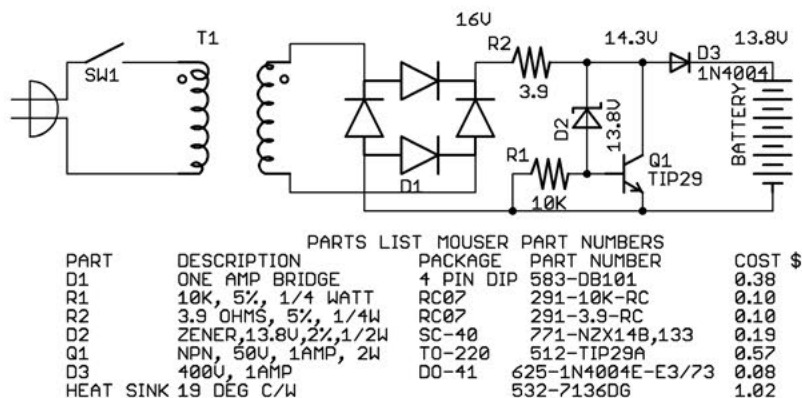 16V
T1
R2
14.3V
13.8V
SW1
3.9
D3
1N4004
D2
13.8V
BATTERY
R1
Q1
TIP29
D1
10K
PARTS LIST MOUSER PART NUMBERS
PART DESCRIPTION PACKAGE PART NUMBER COST $
D1 ONE AMP BRIDGE 4 PIN DIP 583-DB101 0.38
R1 10K, 5%, 1/4 WATT RC07 291-10K-RC 0.10
R2 3.9 OHMS, 5%, 1/4W RC07 291-3.9-RC 0.10
D2 ZENER,13.8V,2%,1/2W SC-40 771-NZX14B,133 0.19
Q1 NPN, 50V, 1AMP, 2W TO-220 512-TIP29A 0.57
D3 400V, 1AMP DO-41 625-1N4004E-E3/73 0.08
HEAT SINK 19 DEG C/W 532-7136DG 1.02